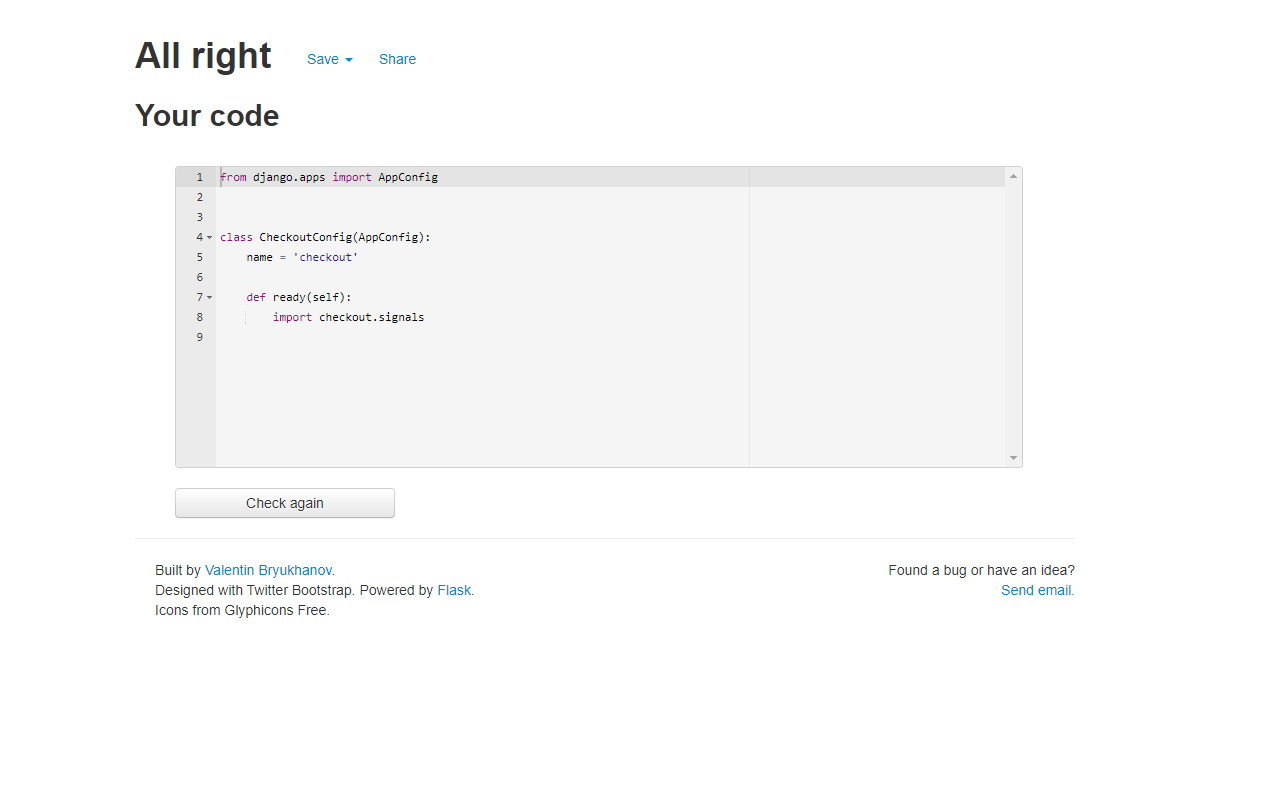 All right Save Share
Your code
1 from django.apps import AppConfig
2
3
4 class CheckoutConfig(AppConfig):
5 name = 'checkout'
6
7 def ready(self):
8 import checkout.signals
9
Check again
Built by Valentin Bryukhanov. Found a bug or have an idea?
Designed with Twitter Bootstrap. Powered by Flask. Send email.
Icons from Glyphicons Free.